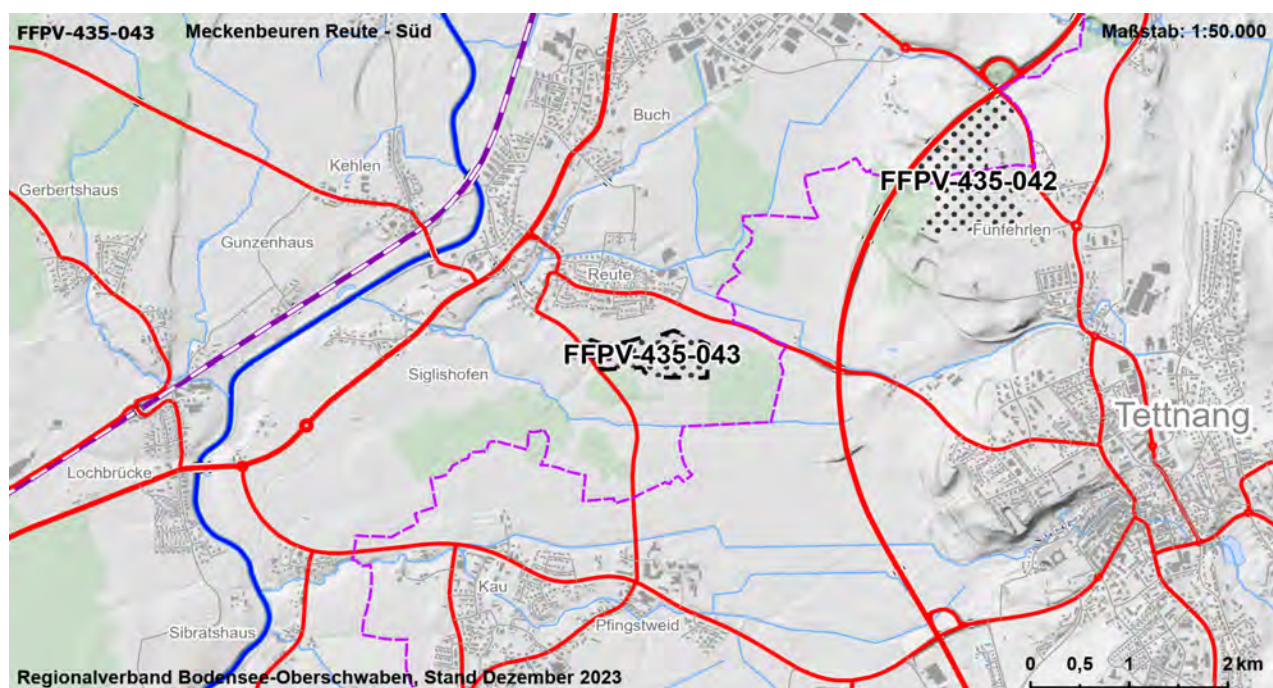 FFPV-435-043 Meckenbeuren Reute - Süd Maßstab: 1:50.000
Buch
Kehlen
FFPV-435-042
Gerbertshaus
Gunzenhaus
Fünfehrlen
Reute
FFPV-435-043
Siglishofen
Tettnang
Lochbrücke
Kau
Pfingstweid
Sibratshaus
0 0,5 1 2 km
Regionalverband Bodensee-Oberschwaben, Stand Dezember 2023